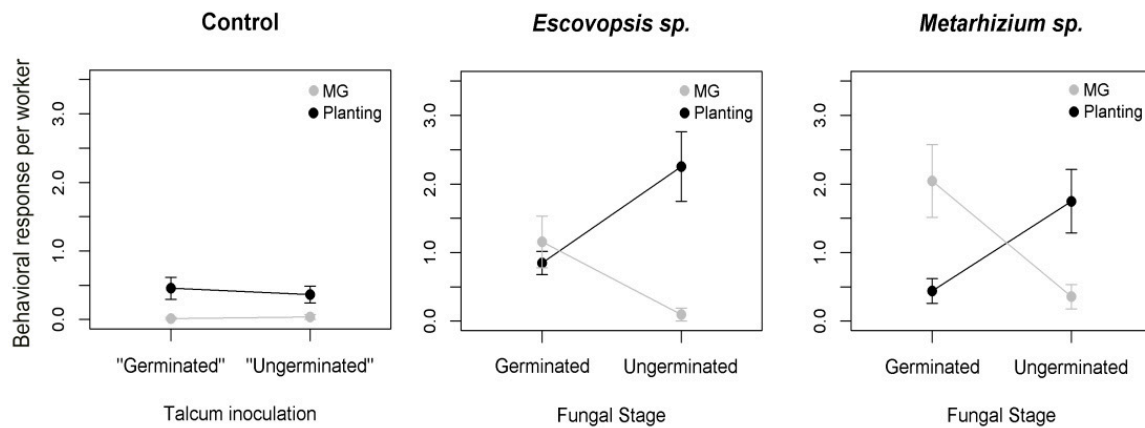 Control
Escovopsis sp.
Metarhizium sp.
Behavioral response per worker
3.0
2.0
1.0
0.0
MG
Planting
"Germinated"
"Ungerminated"
Talcum inoculation
3.0
2.0
1.0
0.0
MG
Planting
Germinated
Ungerminated
Fungal Stage
3.0
2.0
1.0
0.0
MG
Planting
Germinated
Ungerminated
Fungal Stage